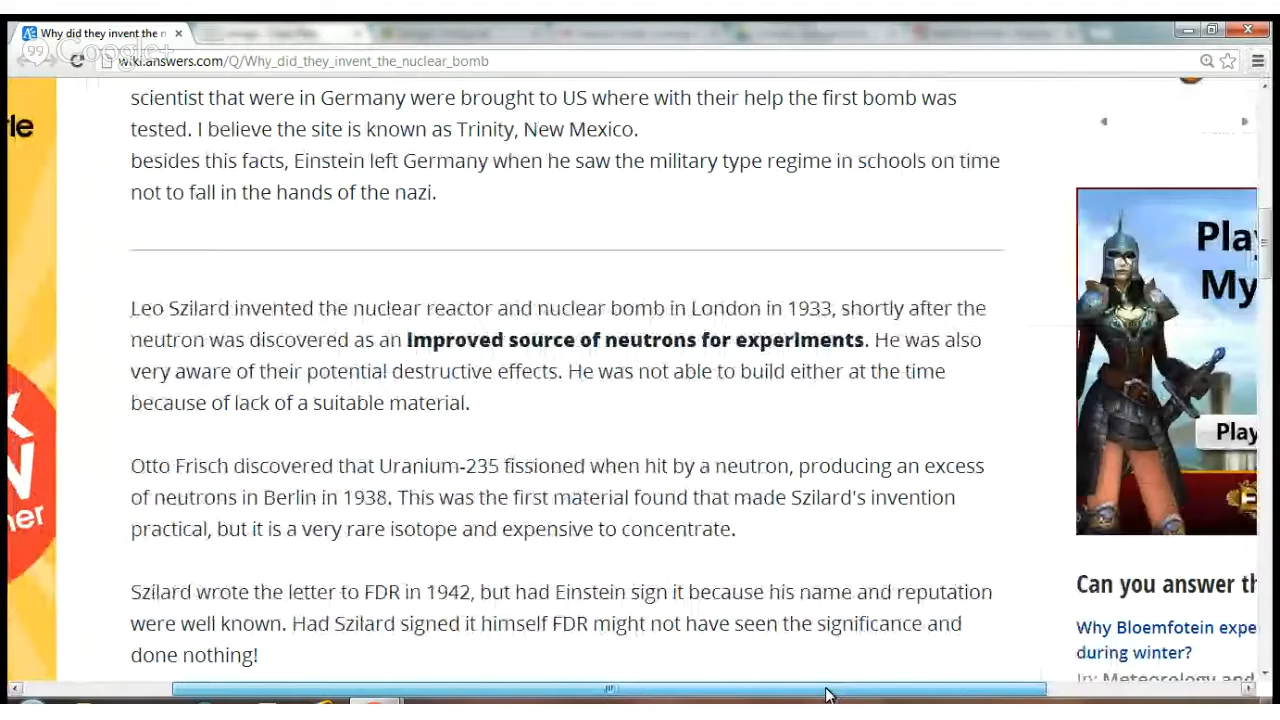 Why did they invent the n
99 Google+
wiki.answers.com/Q/Why_did_they_invent_the_nuclear_bomb
scientist that were in Germany were brought to US where with their help the first bomb was
tested. I believe the site is known as Trinity, New Mexico.
besides this facts, Einstein left Germany when he saw the military type regime in schools on time
not to fall in the hands of the nazi.
Leo Szilard invented the nuclear reactor and nuclear bomb in London in 1933, shortly after the
neutron was discovered as an Improved source of neutrons for experiments. He was also
very aware of their potential destructive effects. He was not able to build either at the time
because of lack of a suitable material.
Otto Frisch discovered that Uranium-235 fissioned when hit by a neutron, producing an excess
of neutrons in Berlin in 1938. This was the first material found that made Szilard's invention
practical, but it is a very rare isotope and expensive to concentrate.
Szilard wrote the letter to FDR in 1942, but had Einstein sign it because his name and reputation
were well known. Had Szilard signed it himself FDR might not have seen the significance and
done nothing!
Pla
My
Play
Can you answer th
Why Bloemfotein expe
during winter?
In: Meteorology and
le
K
W
ner